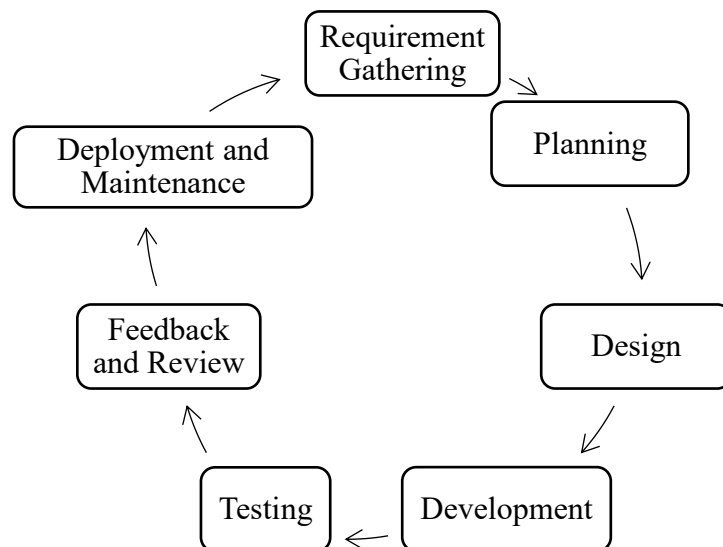 Requirement
Gathering
Planning
Design
Development
Testing
Feedback
and Review
Deployment and
Maintenance